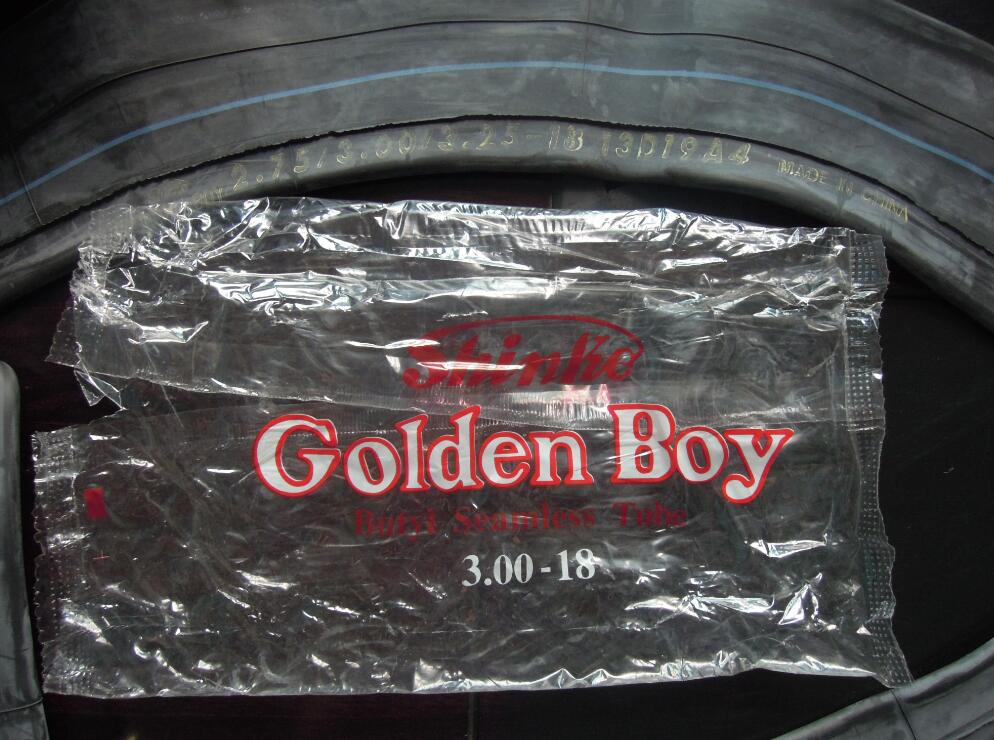 2.75/3.00/3.25-18 13D19A4 MADE IN CHINA
Shinko
Golden Boy
Butyl Seamless Tube
3.00-18